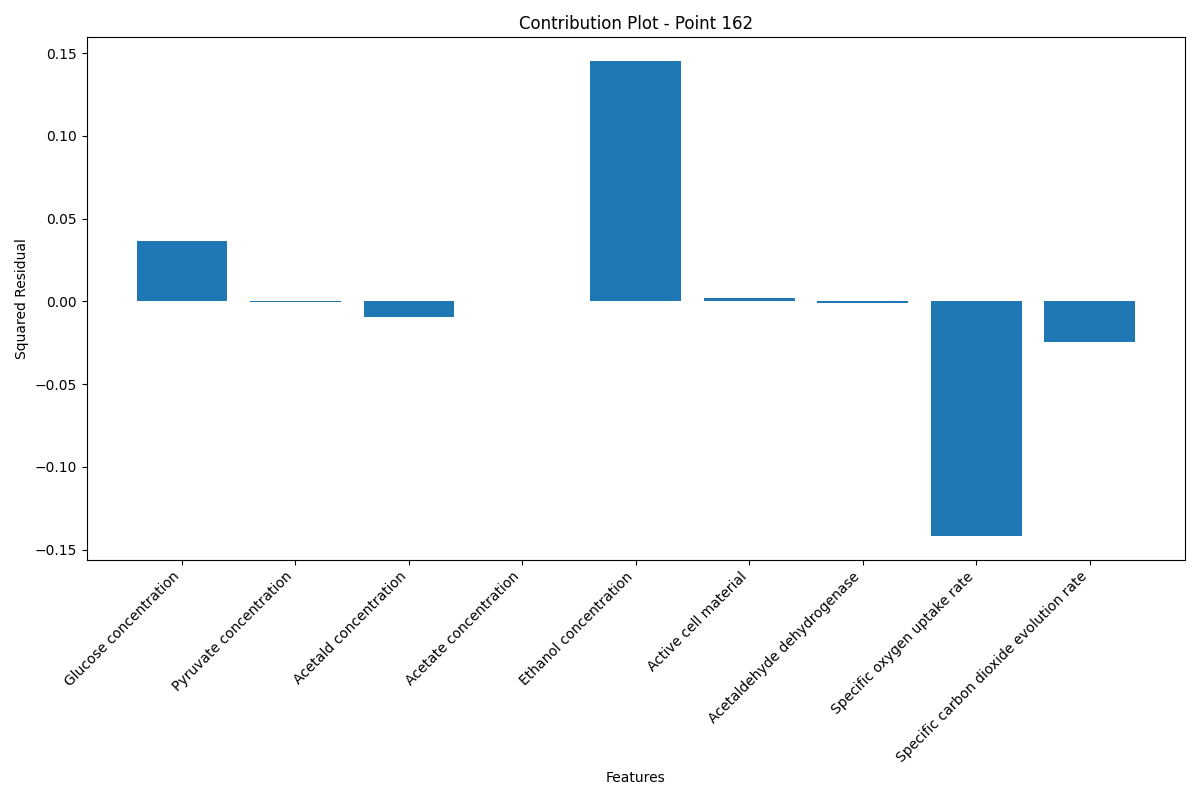 Contribution Plot - Point 162
0.15
0.10
0.05
0.00
−0.05
−0.10
−0.15
Squared Residual
Glucose concentration
Pyruvate concentration
Acetald concentration
Acetate concentration
Ethanol concentration
Active cell material
Acetaldehyde dehydrogenase
Specific oxygen uptake rate
Specific carbon dioxide evolution rate
Features